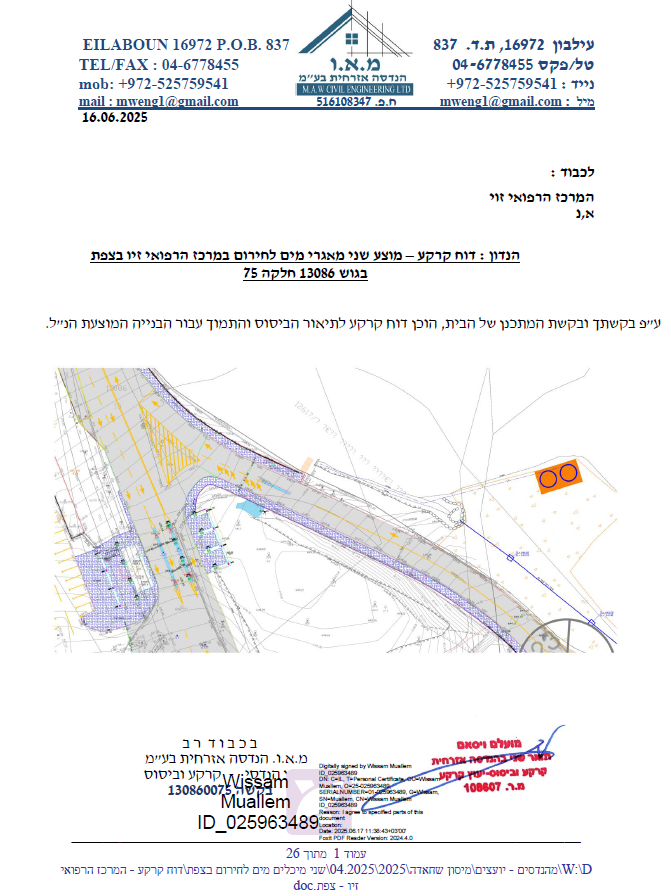 EILABOUN 16972 P.O.B. 837
TEL/FAX : 04-6778455
mob: +972-525759541
mail : mweng1@gmail.com
מ.א.ו
הנדסה אזרחית בע״מ
M.A.W CIVIL ENGINEERING LTD
ח.פ. 516108347
עילבון 16972, ת.ד. 837
טל/פקס 04-6778455
נייד : +972-525759541
מיל : mweng1@gmail.com
16.06.2025
לכבוד :
המרכז הרפואי זוי
א,נ
הנדון : דוח קרקע – מוצע שני מאגרי מים לחירום במרכז הרפואי זיו בצפת
בגוש 13086 חלקה 75
ע״פ בקשתך ובקשת המתכנן של הבית, הוכן דוח קרקע לתיאור הביסוס והתמוך עבור הבנייה המוצעת הנ״ל.
בכבוד רב
מ.א.ו. הנדסה אזרחית בע״מ
קרקע וביסוס
בקשה 130860075
Wissam
Muallem
ID_025963489
Digitally signed by Wissam Muallem
ID_025963489
DN: C=IL, T=Personal Certificate, OU=Wissam
Muallem, O=25-025963489,
SERIALNUMBER=01-025963489, G=Wissam,
SN=Muallem, CN=Wissam Muallem
ID_025963489
Reason: I agree to specified parts of this
document
Location:
Date: 2025.06.17 11:38:43+03'00'
Foxit PDF Reader Version: 2024.4.0
מועלם ויסאם
תואר שני בהנדסה אזרחית
קרקע וביסוס-יועץ קרקע
מ.ר. 108607
עמוד 1 מתוך 26
W:\D\מהנדסים - יועצים\מיסון שחאדה\2025\04.2025\שני מיכלים מים לחירום בצפת\דוח קרקע - המרכז הרפואי
זיו - צפת.doc